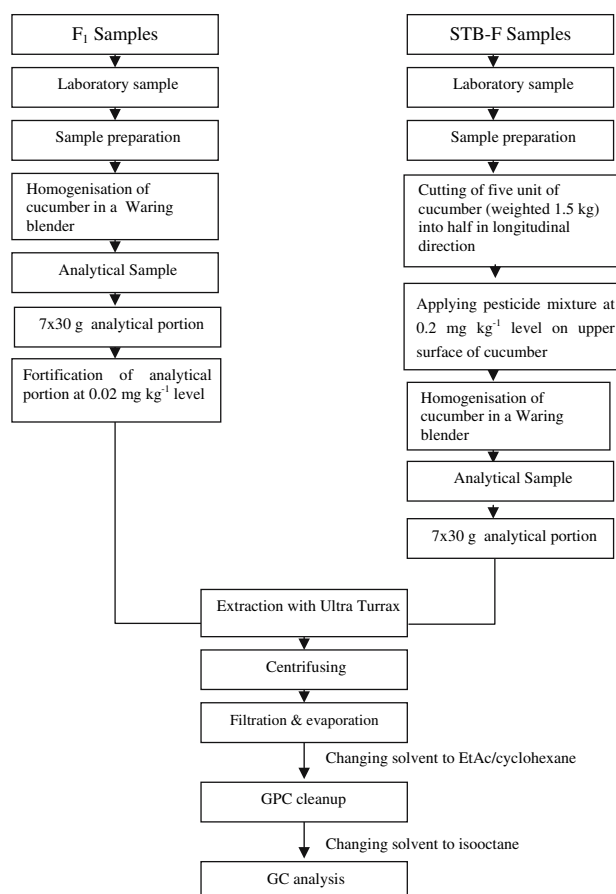 F₁ Samples
Laboratory sample
Sample preparation
Homogenisation of
cucumber in a Waring
blender
Analytical Sample
7x30 g analytical portion
Fortification of analytical
portion at 0.02 mg kg⁻¹ level
STB-F Samples
Laboratory sample
Sample preparation
Cutting of five unit of
cucumber (weighted 1.5 kg)
into half in longitudinal
direction
Applying pesticide mixture at
0.2 mg kg⁻¹ level on upper
surface of cucumber
Homogenisation of
cucumber in a Waring
blender
Analytical Sample
7x30 g analytical portion
Extraction with Ultra Turrax
Centrifusing
Filtration & evaporation
Changing solvent to EtAc/cyclohexane
GPC cleanup
Changing solvent to isooctane
GC analysis